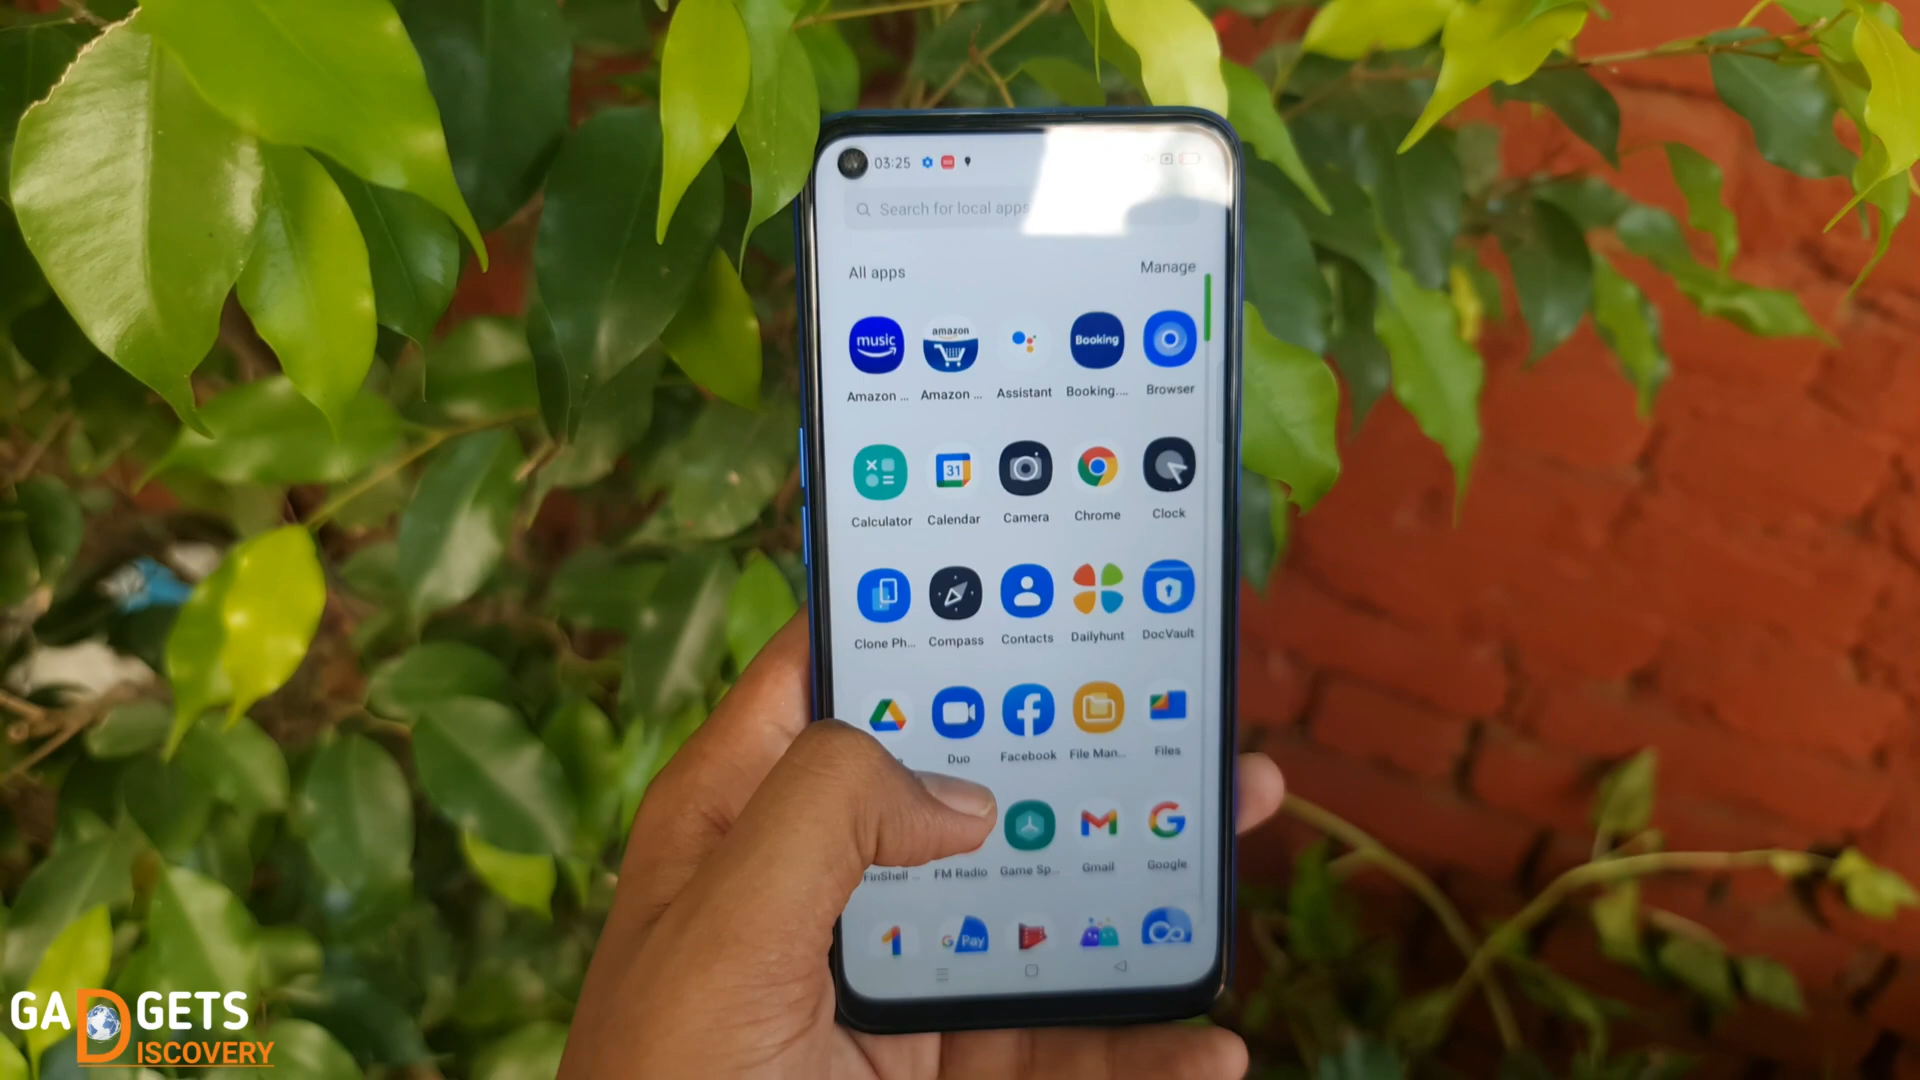 03:25
Search for local apps
All apps
Manage
music
amazon
Booking
Amazon ...
Amazon ...
Assistant
Booking....
Browser
31
Calculator
Calendar
Camera
Chrome
Clock
Clone Ph...
Compass
Contacts
Dailyhunt
DocVault
Duo
Facebook
File Man...
Files
FinShell ...
FM Radio
Game Sp...
Gmail
Google
G Pay
GADGETS
DISCOVERY